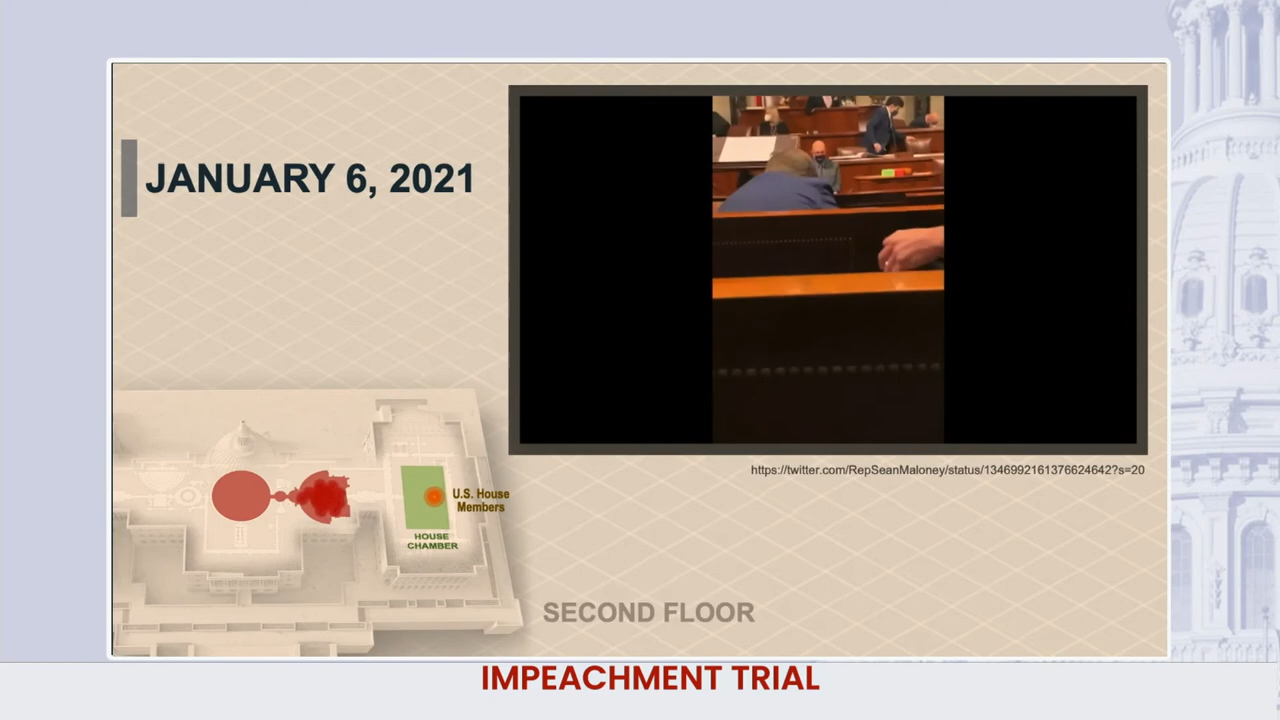 JANUARY 6, 2021
https://twitter.com/RepSeanMaloney/status/1346992161376624642?s=20
U.S. House
Members
HOUSE
CHAMBER
SECOND FLOOR
IMPEACHMENT TRIAL